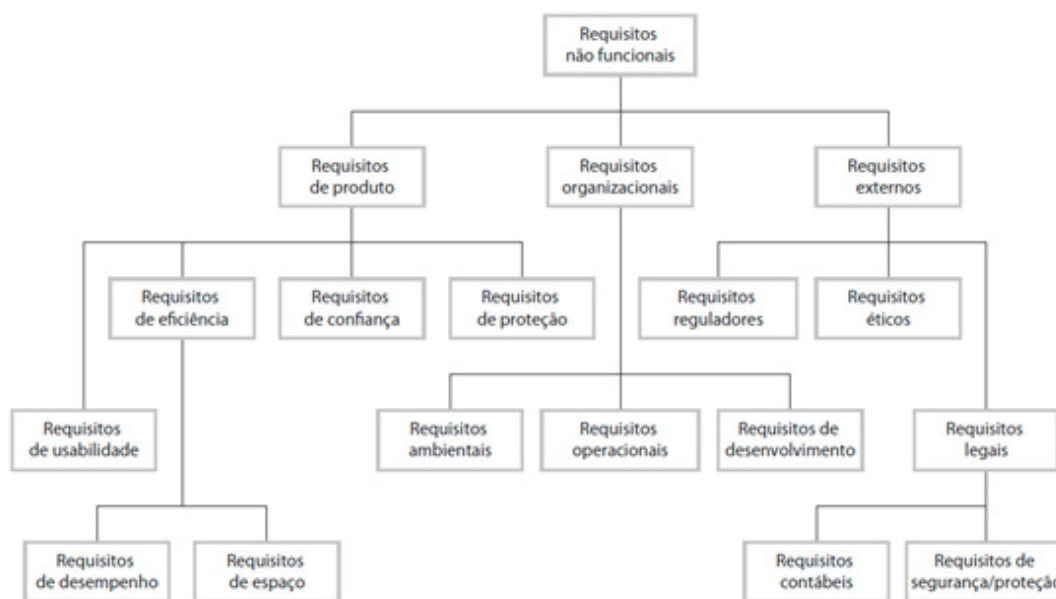 Requisitos
não funcionais
Requisitos
de produto
Requisitos
organizacionais
Requisitos
externos
Requisitos
de eficiência
Requisitos
de confiança
Requisitos
de proteção
Requisitos
reguladores
Requisitos
éticos
Requisitos
de usabilidade
Requisitos
ambientais
Requisitos
operacionais
Requisitos de
desenvolvimento
Requisitos
legais
Requisitos
de desempenho
Requisitos
de espaço
Requisitos
contábeis
Requisitos de
segurança/proteção